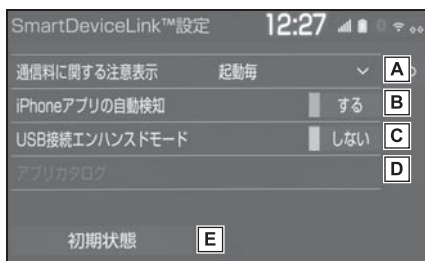 SmartDeviceLink™設定 12:27
通信料に関する注意表示 起動毎 A
iPhoneアプリの自動検知 する B
USB接続エンハンスドモード しない C
アプリカタログ D
初期状態 E